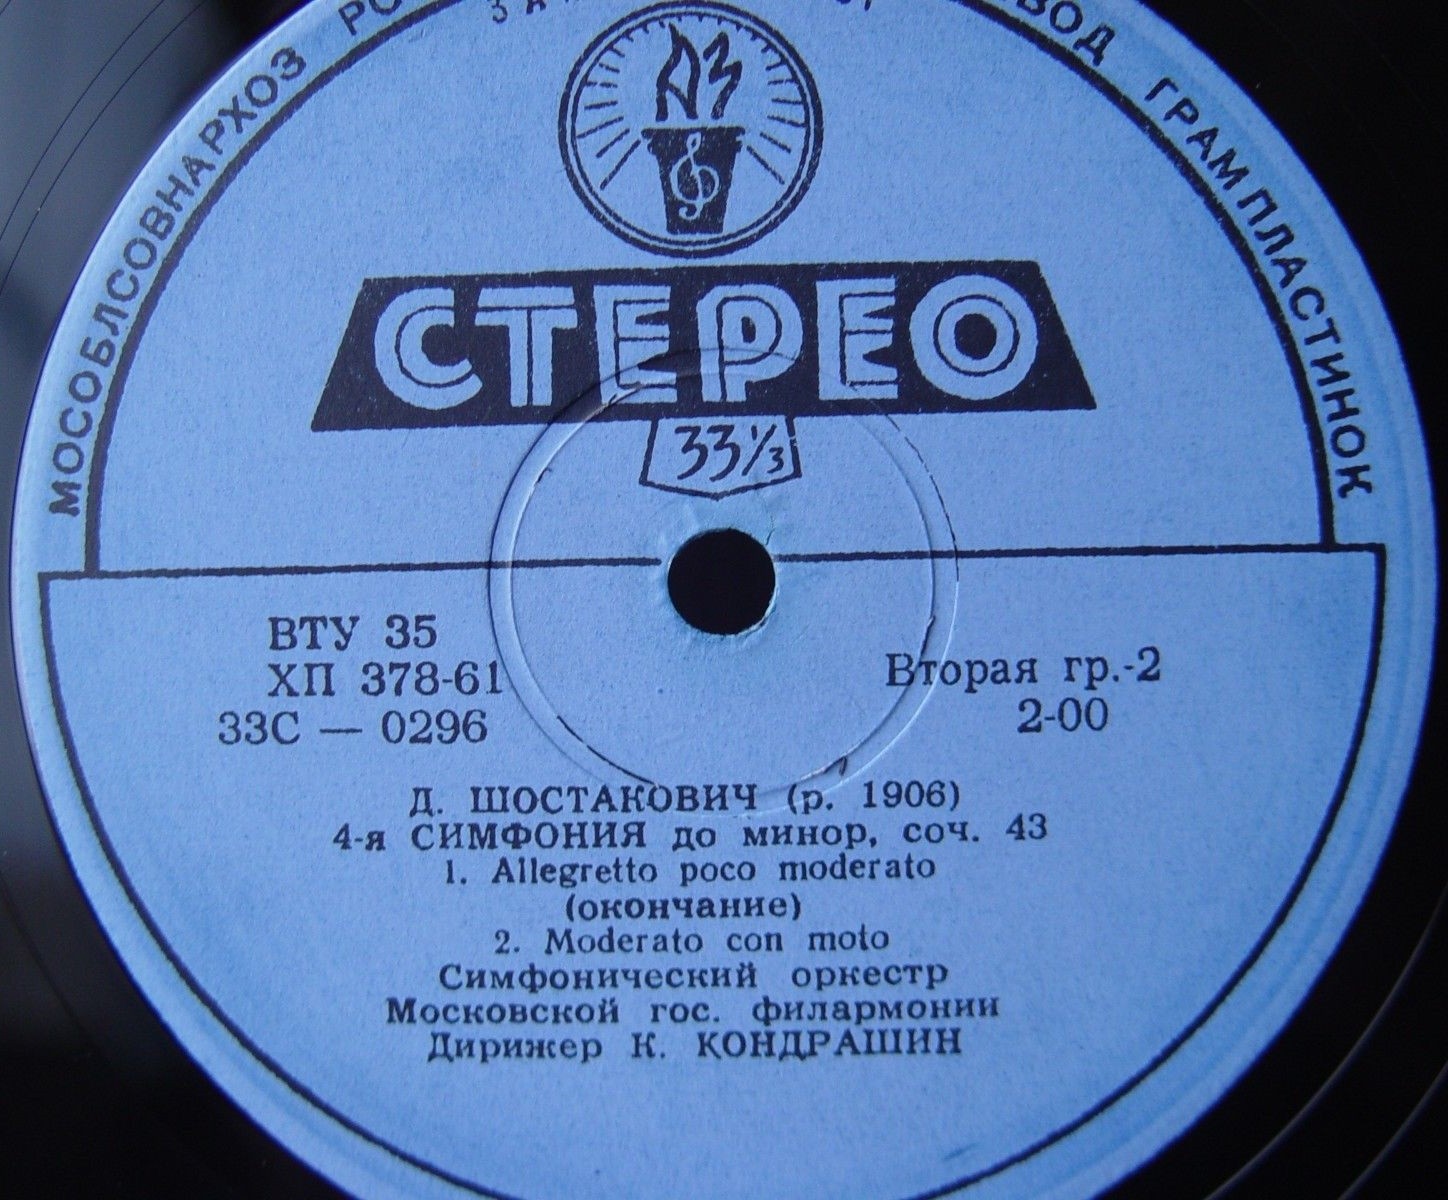 МОСОБЛСОВНАРХОЗ
ГРАМПЛАСТИНОК
АЗ
СТЕРЕО
33⅓
ВТУ 35
ХП 378-61
33С — 0296
Вторая гр.-2
2-00
Д. ШОСТАКОВИЧ (р. 1906)
4-я СИМФОНИЯ до минор, соч. 43
1. Allegretto poco moderato
(окончание)
2. Moderato con moto
Симфонический оркестр
Московской гос. филармонии
Дирижер К. КОНДРАШИН